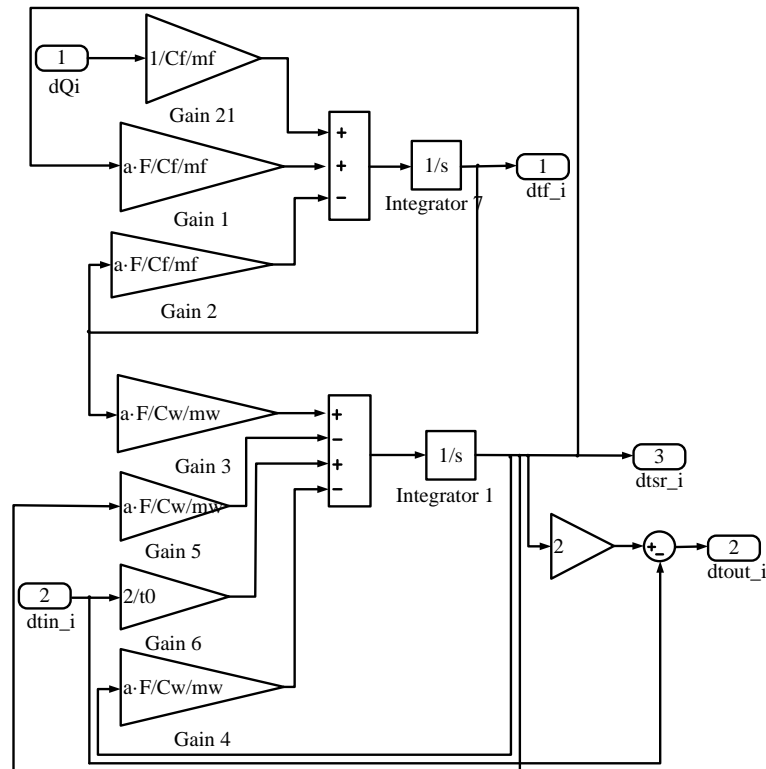 1
dQi
1/Cf/mf
Gain 21
a·F/Cf/mf
Gain 1
a·F/Cf/mf
Gain 2
+
+
−
1/s
Integrator 7
1
dtf_i
a·F/Cw/mw
Gain 3
a·F/Cw/mw
Gain 5
2
dtin_i
2/t0
Gain 6
a·F/Cw/mw
Gain 4
+
−
+
−
1/s
Integrator 1
3
dtsr_i
2
+
−
2
dtout_i